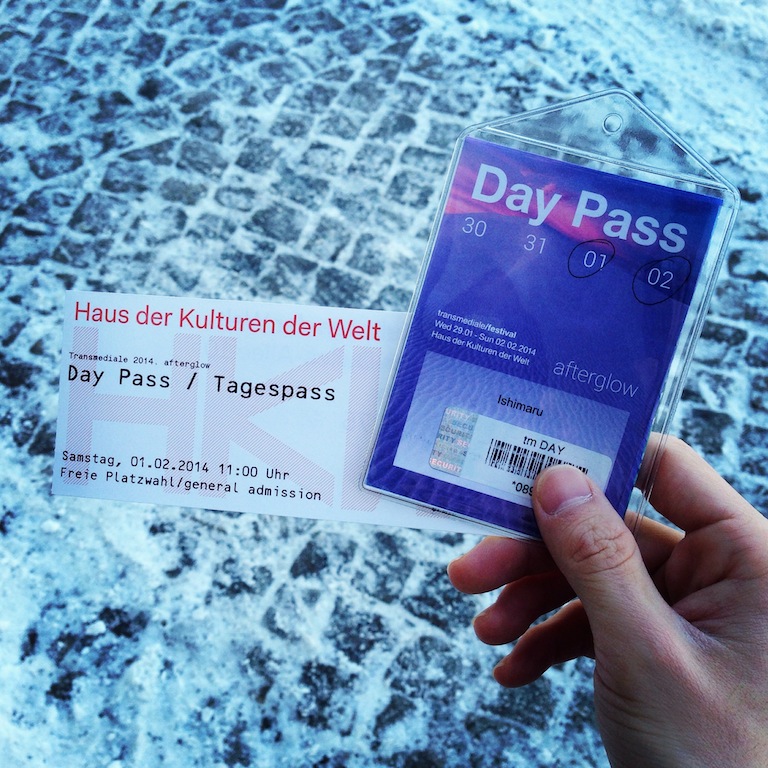 Haus der Kulturen der Welt
Transmediale 2014. afterglow
Day Pass / Tagespass
Samstag, 01.02.2014 11:00 Uhr
Freie Platzwahl/general admission
Day Pass
30 31 01 02
transmediale/festival
Wed 29.01 - Sun 02.02.2014
Haus der Kulturen der Welt
afterglow
Ishimaru
tm DAY